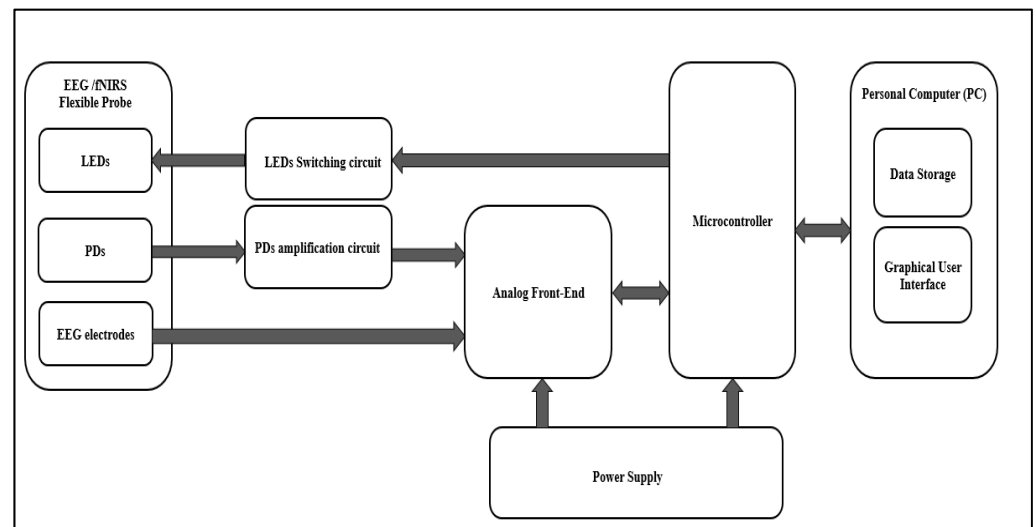 EEG /fNIRS
Flexible Probe
LEDs
PDs
EEG electrodes
LEDs Switching circuit
PDs amplification circuit
Analog Front-End
Microcontroller
Personal Computer (PC)
Data Storage
Graphical User
Interface
Power Supply